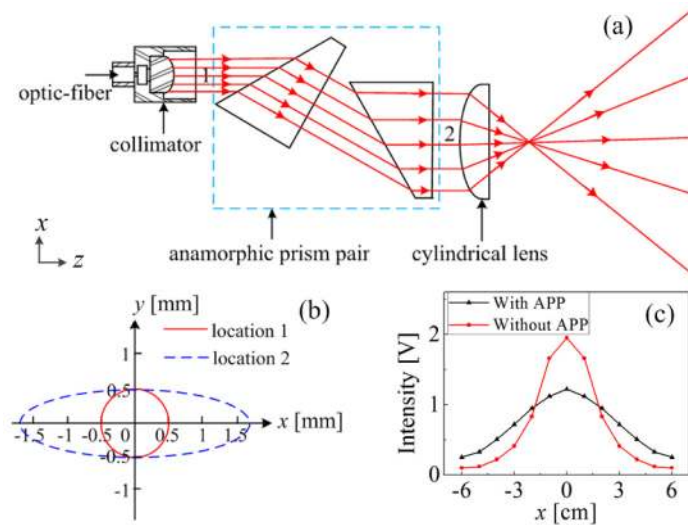 (a)
1
optic-fiber
collimator
2
anamorphic prism pair
cylindrical lens
x
z
(b)
y [mm]
location 1
location 2
1
0.5
-1.5 -1 -0.5 0 0.5 1 1.5
x [mm]
-0.5
-1
(c)
With APP
Without APP
Intensity [V]
2
1
0
-6 -3 0 3 6
x [cm]